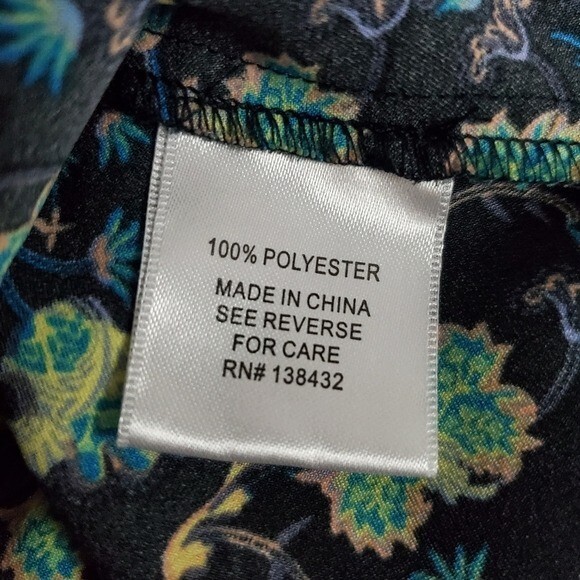 100% POLYESTER
MADE IN CHINA
SEE REVERSE
FOR CARE
RN# 138432